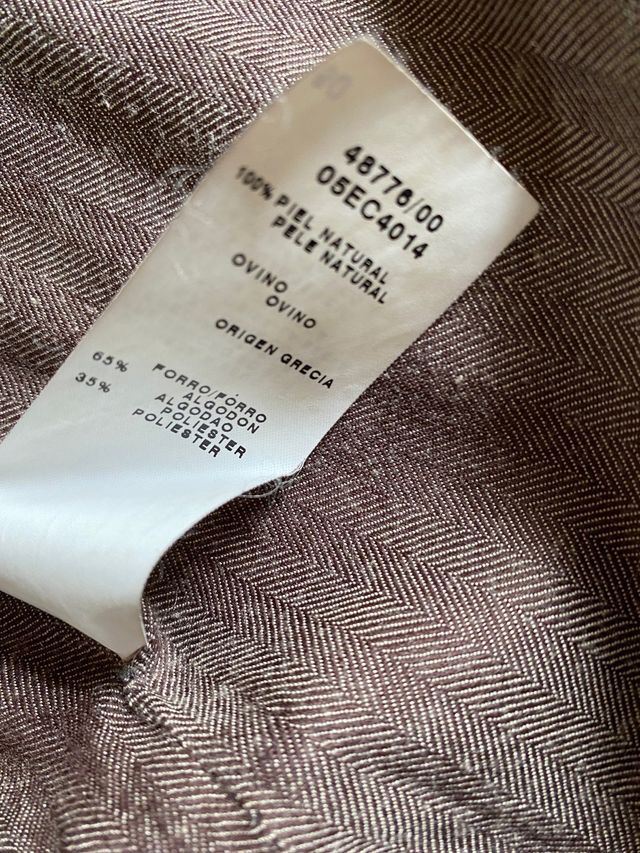 48776/00
05EC4014
100% PIEL NATURAL
PELE NATURAL
OVINO
OVINO
ORIGEN GRECIA
FORRO/FÓRRO
65% ALGODON
ALGODAO
35% POLIESTER
POLIESTER